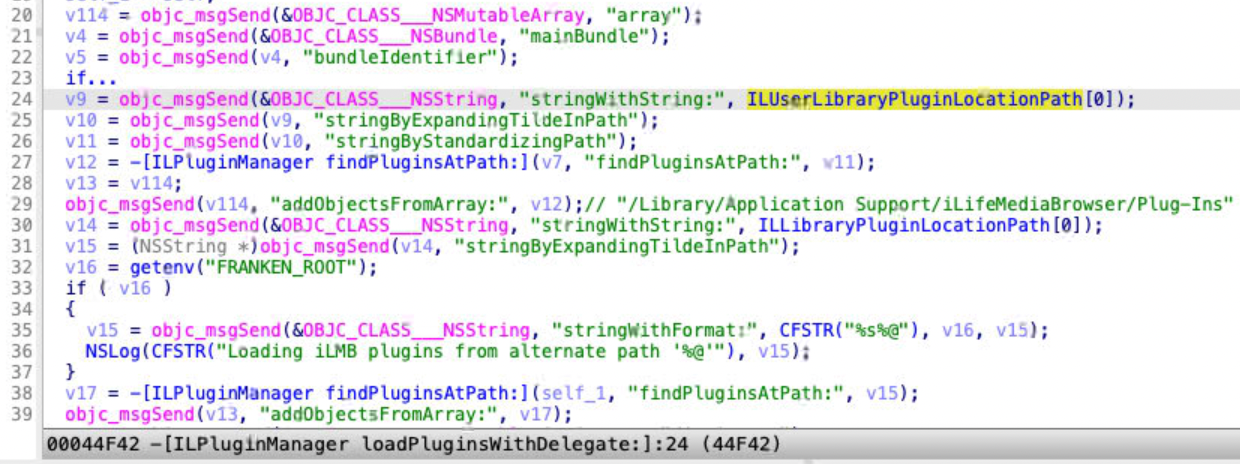 20 v114 = objc_msgSend(&OBJC_CLASS___NSMutableArray, "array");
21 v4 = objc_msgSend(&OBJC_CLASS___NSBundle, "mainBundle");
22 v5 = objc_msgSend(v4, "bundleIdentifier");
23 if...
24 v9 = objc_msgSend(&OBJC_CLASS___NSString, "stringWithString:", ILUserLibraryPluginLocationPath[0]);
25 v10 = objc_msgSend(v9, "stringByExpandingTildeInPath");
26 v11 = objc_msgSend(v10, "stringByStandardizingPath");
27 v12 = -[ILPluginManager findPluginsAtPath:](v7, "findPluginsAtPath:", v11);
28 v13 = v114;
29 objc_msgSend(v114, "addObjectsFromArray:", v12);// "/Library/Application Support/iLifeMediaBrowser/Plug-Ins"
30 v14 = objc_msgSend(&OBJC_CLASS___NSString, "stringWithString:", ILLibraryPluginLocationPath[0]);
31 v15 = (NSString *)objc_msgSend(v14, "stringByExpandingTildeInPath");
32 v16 = getenv("FRANKEN_ROOT");
33 if ( v16 )
34 {
35 v15 = objc_msgSend(&OBJC_CLASS___NSString, "stringWithFormat:", CFSTR("%s%@"), v16, v15);
36 NSLog(CFSTR("Loading iLMB plugins from alternate path '%@'"), v15);
37 }
38 v17 = -[ILPluginManager findPluginsAtPath:](self_1, "findPluginsAtPath:", v15);
39 objc_msgSend(v13, "addObjectsFromArray:", v17);
00044F42 -[ILPluginManager loadPluginsWithDelegate:]:24 (44F42)